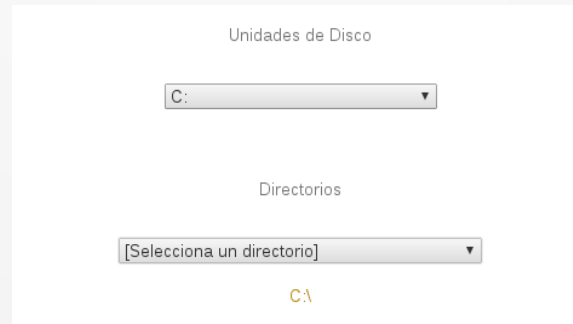 Unidades de Disco
C:
Directorios
[Selecciona un directorio]
C:\